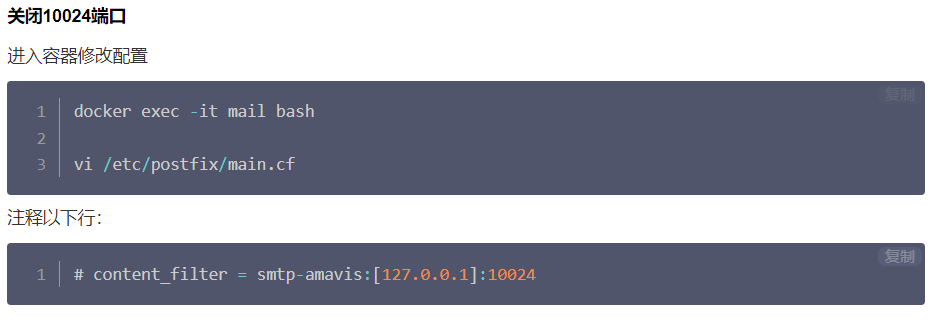 关闭10024端口
进入容器修改配置
复制
1 docker exec -it mail bash
2
3 vi /etc/postfix/main.cf
注释以下行：
复制
1 # content_filter = smtp-amavis:[127.0.0.1]:10024